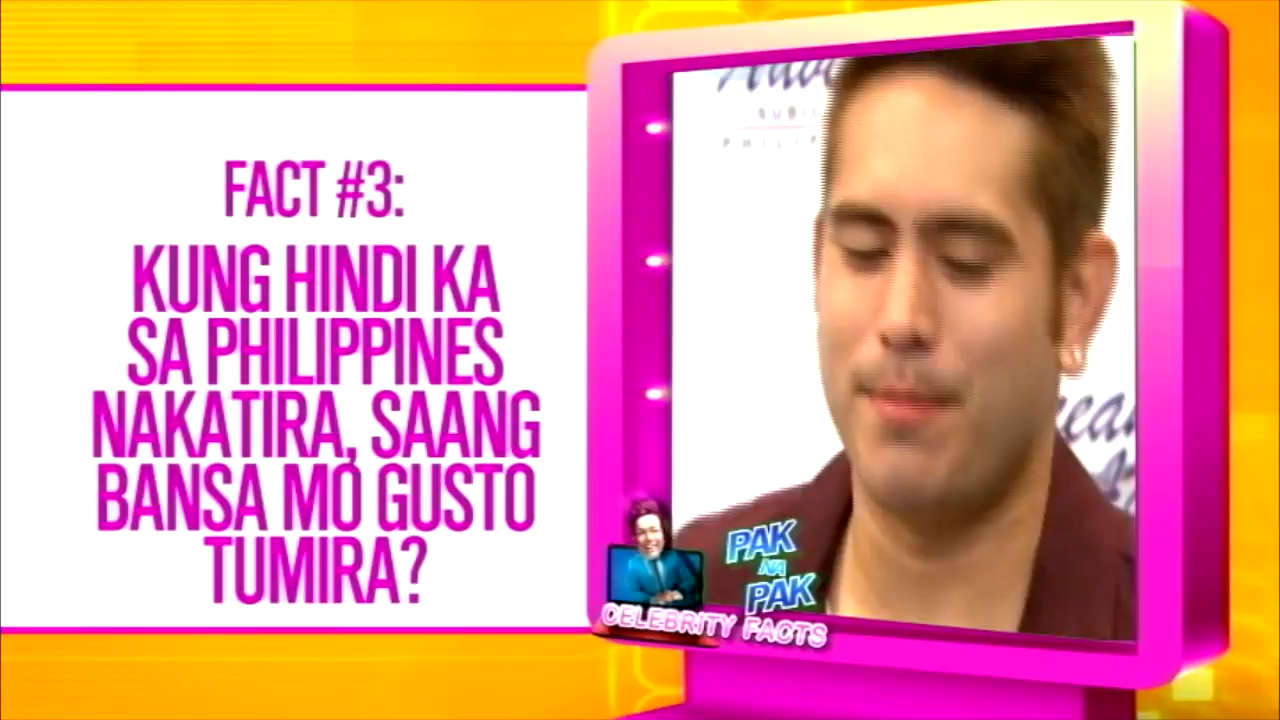 FACT #3:
KUNG HINDI KA
SA PHILIPPINES
NAKATIRA, SAANG
BANSA MO GUSTO
TUMIRA?
PAK
NA
PAK
CELEBRITY FACTS